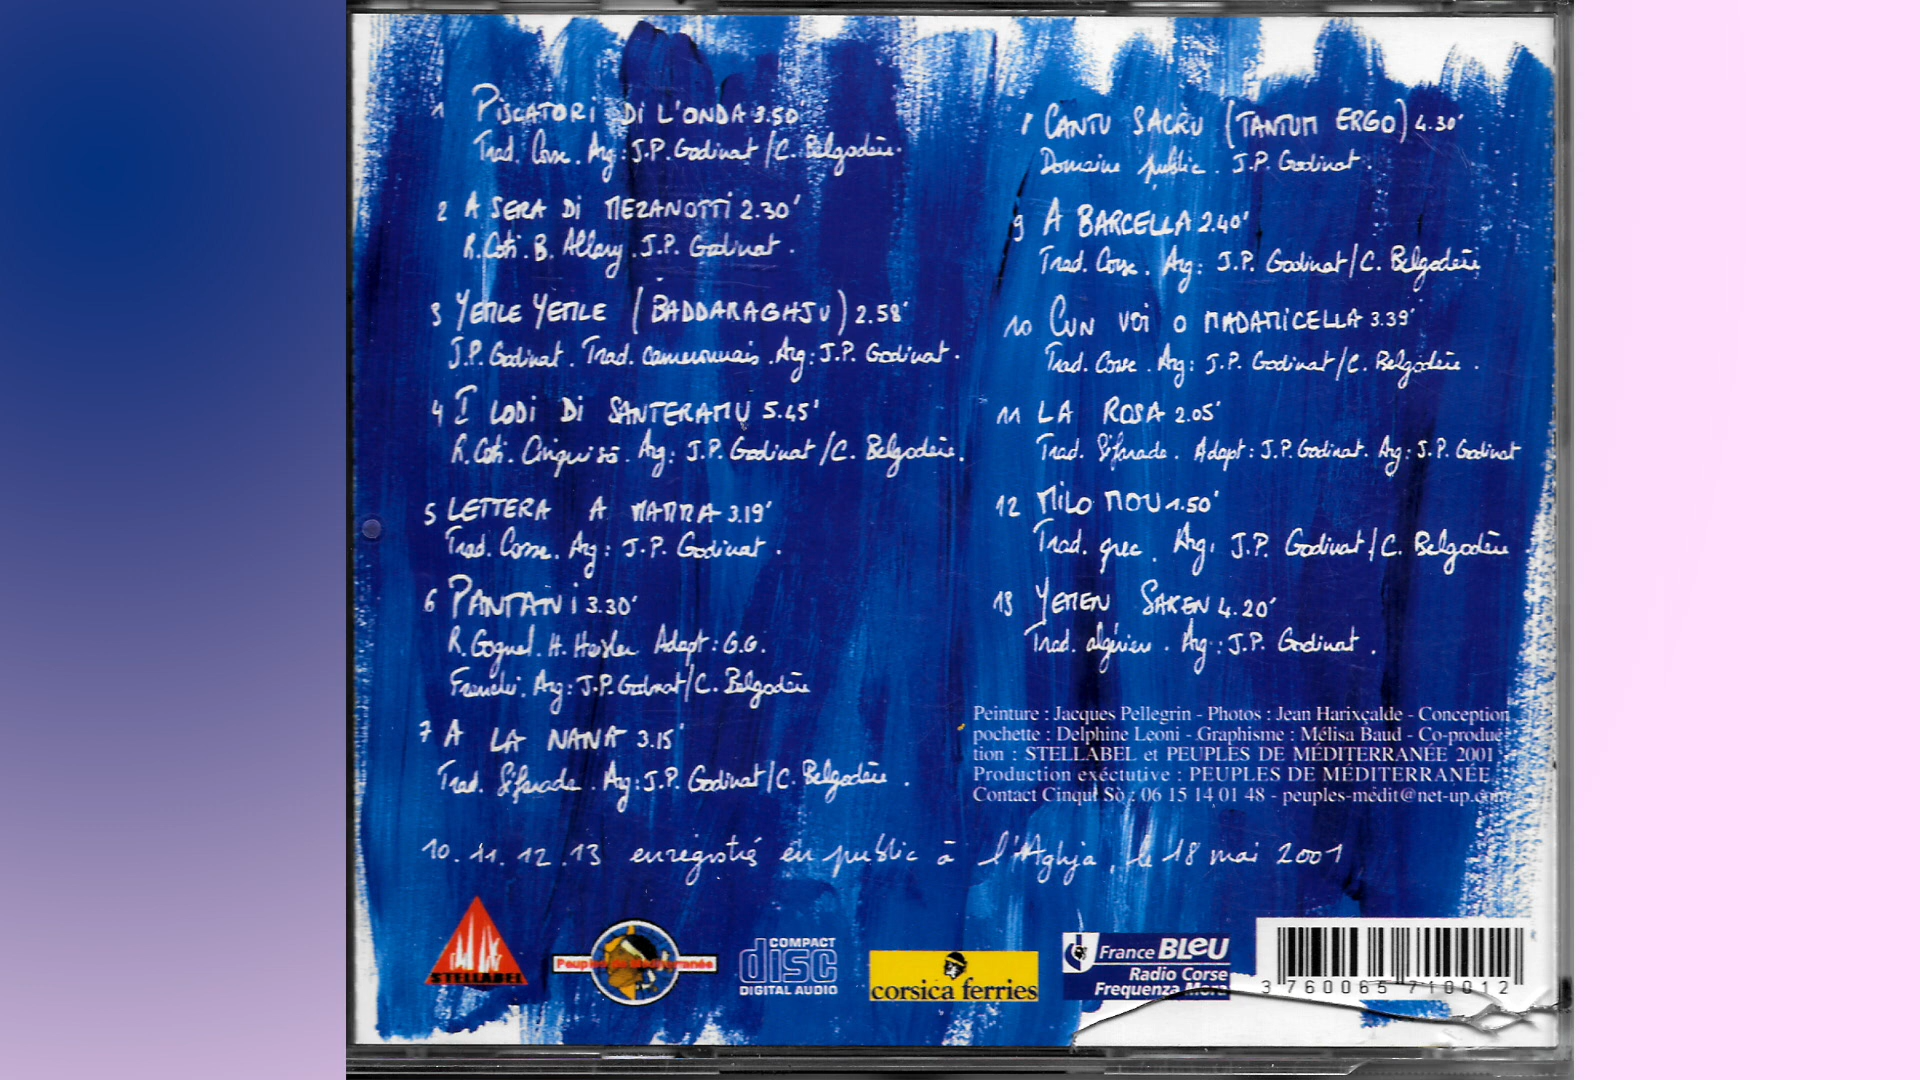 1 PISCATORI DI L'ONDA 3.50'
Trad. Corse. Arg: J.P. Godinat/C. Belgodère.
2 A SERA DI MEZANOTTI 2.30'
R. Coti. B. Allary. J.P. Godinat.
3 YEMLE YEMLE (BADDARAGHJU) 2.58'
J.P. Godinat. Trad. camerounais. Arg: J.P. Godinat.
4 I LODI DI SANTERAMU 5.45'
R. Coti. Cinqui sò. Arg: J.P. Godinat/C. Belgodère.
5 LETTERA A MAMMA 3.19'
Trad. Corse. Arg: J.P. Godinat.
6 PANTANI 3.30'
R. Goguel. H. Heisler Adapt: G.G.
Franchi. Arg: J.P. Godinat/C. Belgodère
7 A LA NANA 3.15'
Trad. Séfarade. Arg: J.P. Godinat/C. Belgodère.
8 CANTU SACRU (TANTUM ERGO) 4.30'
Domaine public. J.P. Godinat.
9 A BARCELLA 2.40'
Trad. Corse. Arg: J.P. Godinat/C. Belgodère
10 CUN VOI O MADAMICELLA 3.39'
Trad. Corse. Arg: J.P. Godinat/C. Belgodère.
11 LA ROSA 2.05'
Trad. Séfarade. Adapt: J.P. Godinat. Arg: J.P. Godinat
12 MILO MOU 1.50'
Trad. grec. Arg. J.P. Godinat/C. Belgodère
13 YEMEN SAKEN 4.20'
Trad. algérien. Arg: J.P. Godinat.
Peinture : Jacques Pellegrin - Photos : Jean Harixçalde - Conception
pochette : Delphine Leoni - Graphisme : Mélisa Baud - Co-produc-
tion : STELLABEL et PEUPLES DE MÉDITERRANÉE 2001
Production exéctutive : PEUPLES DE MÉDITERRANÉE
Contact Cinqui Sò : 06 15 14 01 48 - peuples-médit@net-up.com
10. 11. 12. 13 enregistré en public à l'Aghja, le 18 mai 2001
STELLABEL
Peuples de Méditerranée
COMPACT
disc
DIGITAL AUDIO
corsica ferries
France BLeU
Radio Corse
Frequenza Mora
3 760065 710012